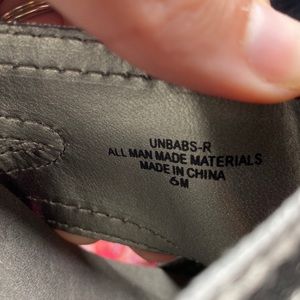 UNBABS-R
ALL MAN MADE MATERIALS
MADE IN CHINA
6M